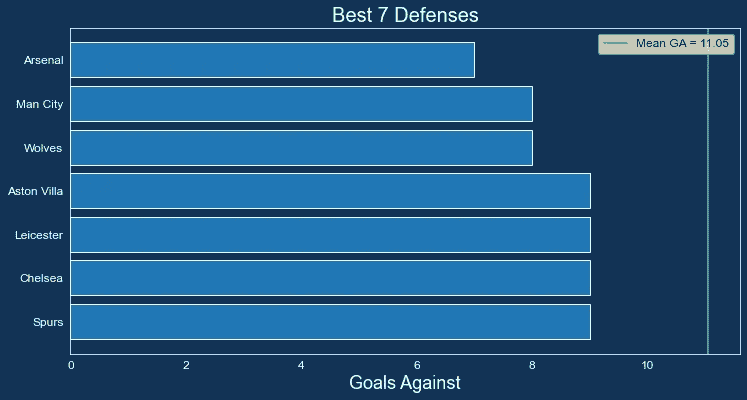 Best 7 Defenses
Mean GA = 11.05
Arsenal
Man City
Wolves
Aston Villa
Leicester
Chelsea
Spurs
0 2 4 6 8 10
Goals Against